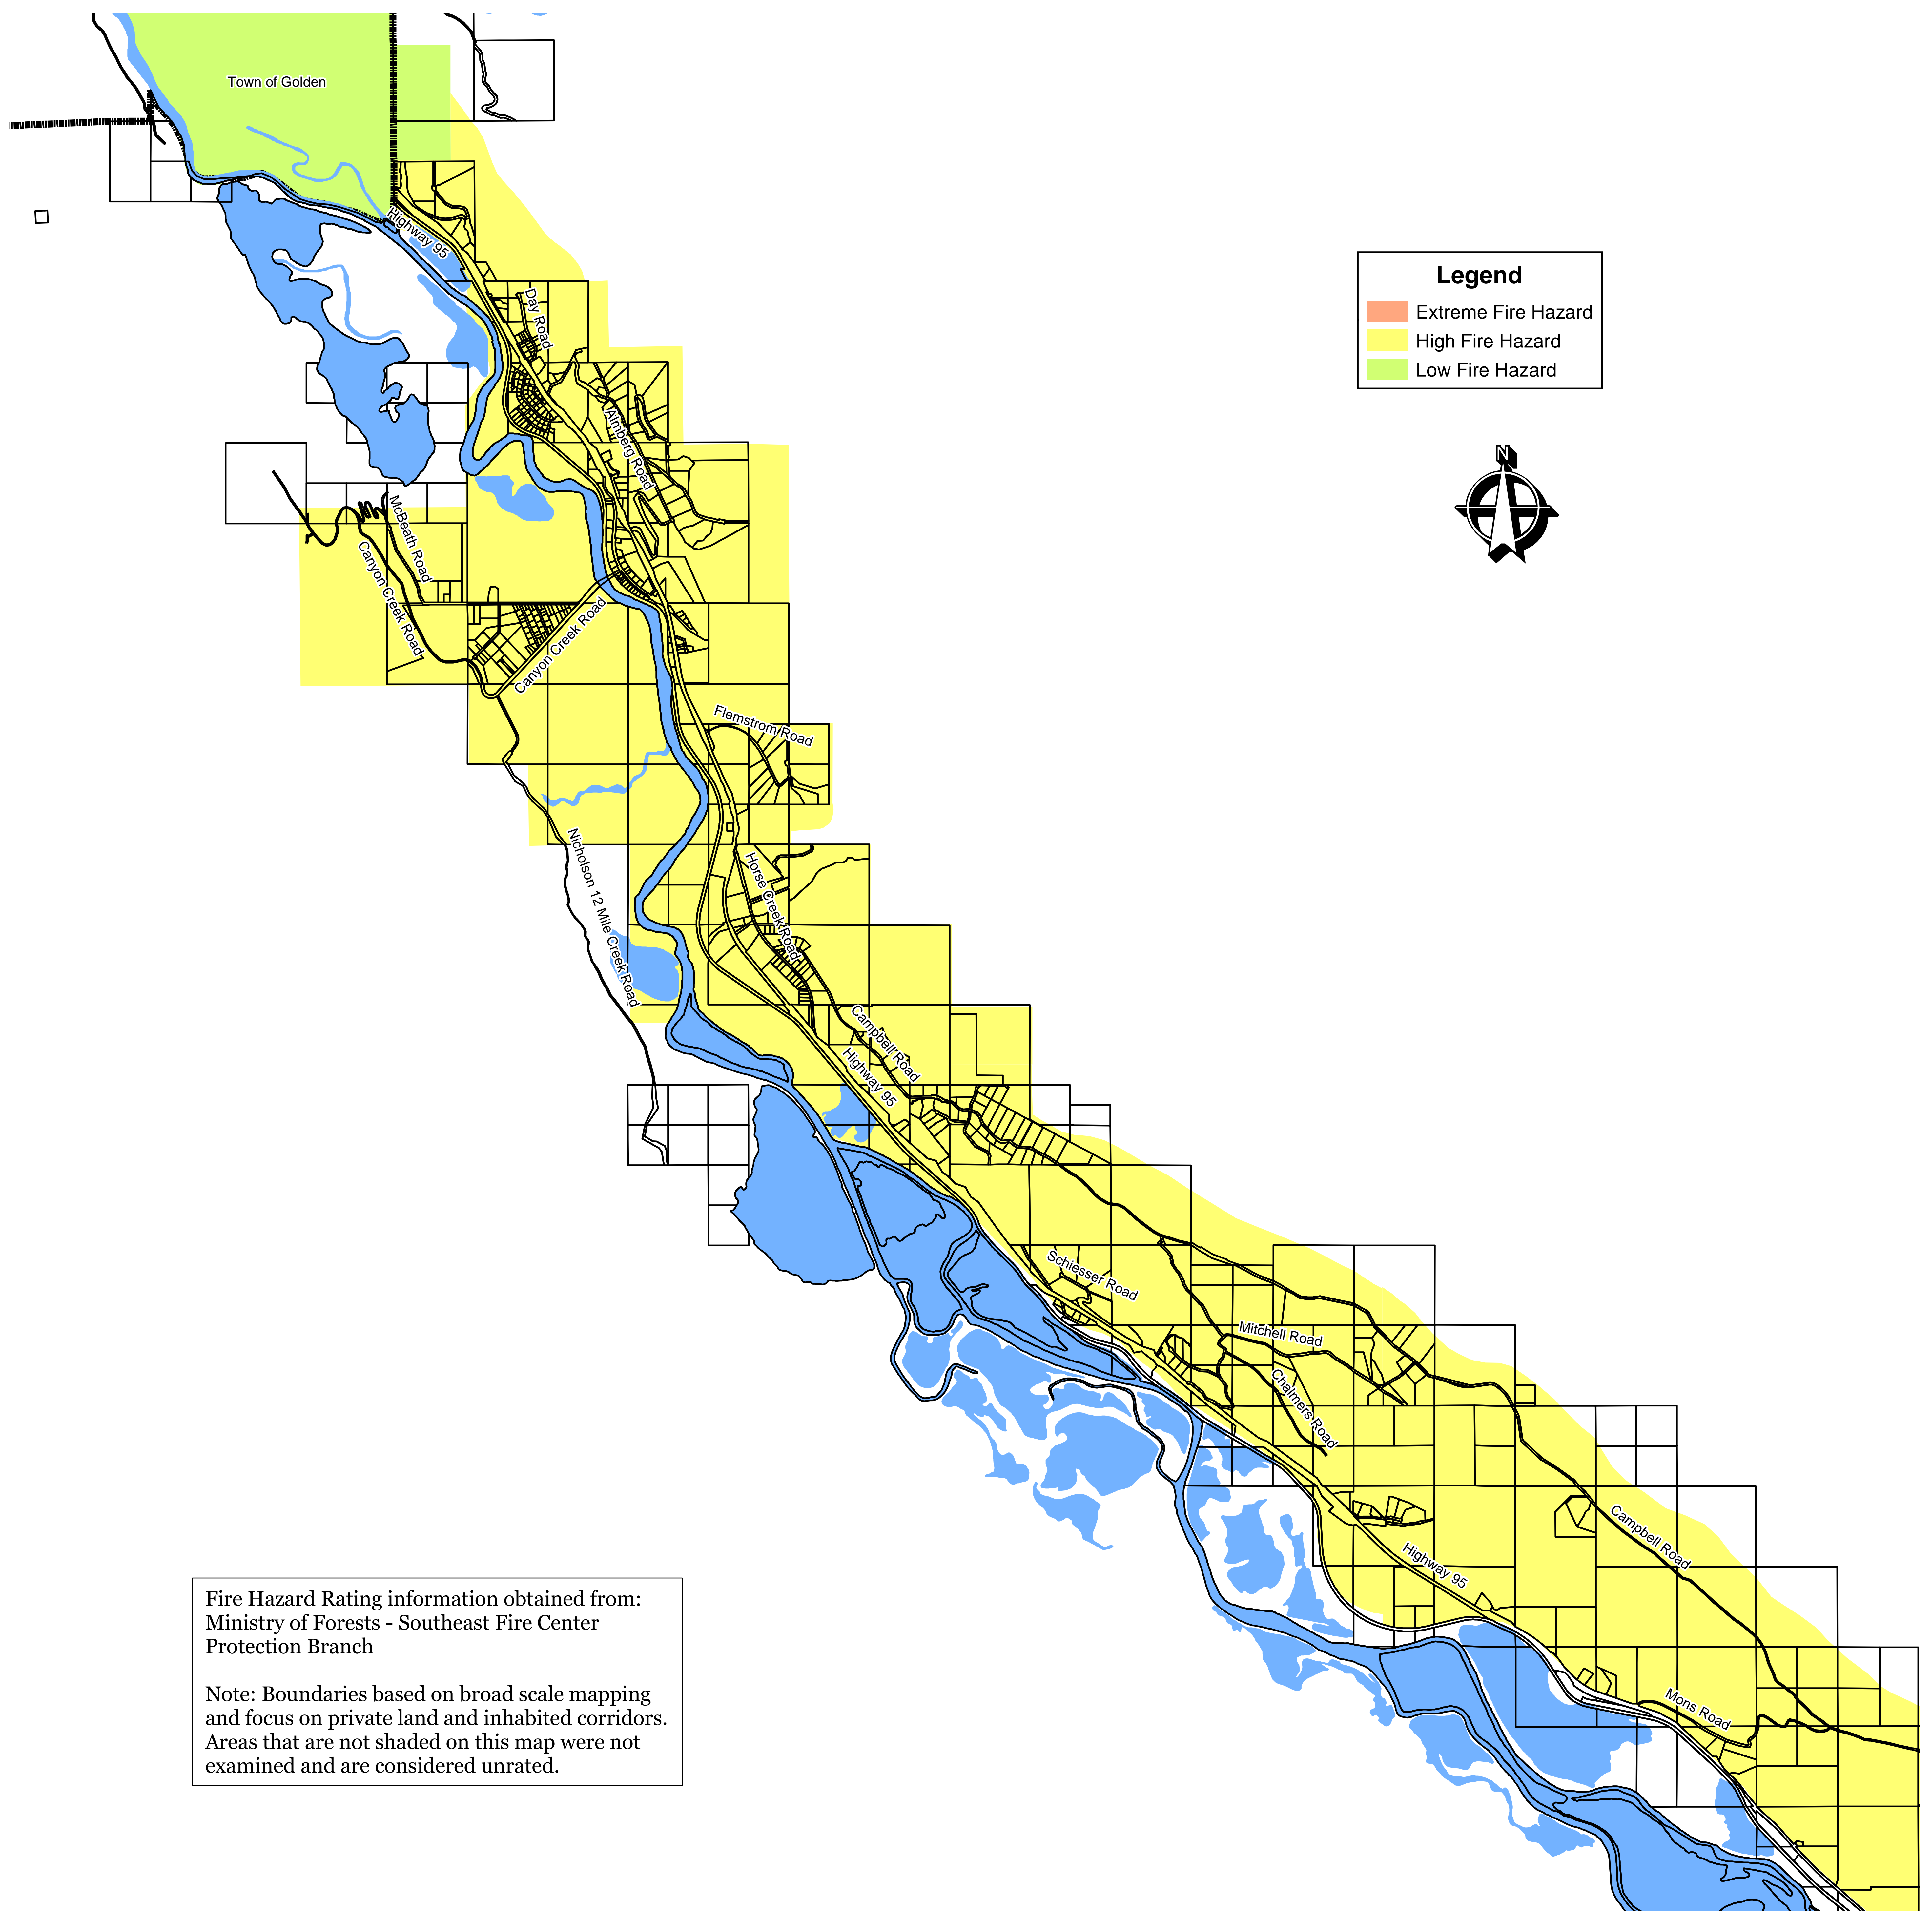 Town of Golden
Highway 95
Legend
Extreme Fire Hazard
High Fire Hazard
Low Fire Hazard
Day Road
Almberg Road
N
McBeath Road
Canyon Creek Road
Canyon Creek Road
Flemstrom Road
Nicholson 12 Mile Creek Road
Horse Creek Road
Campbell Road
Highway 95
Schiesser Road
Mitchell Road
Chalmers Road
Campbell Road
Highway 95
Mons Road
Fire Hazard Rating information obtained from:
Ministry of Forests - Southeast Fire Center
Protection Branch
Note: Boundaries based on broad scale mapping
and focus on private land and inhabited corridors.
Areas that are not shaded on this map were not
examined and are considered unrated.